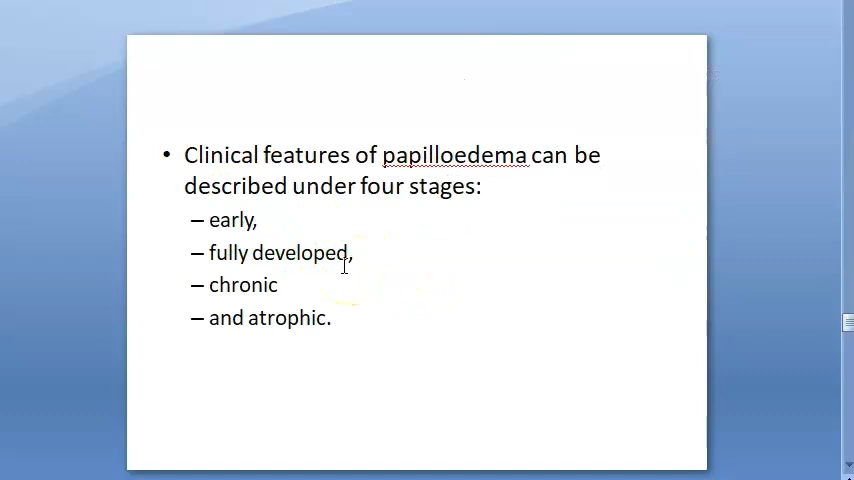 • Clinical features of papilloedema can be
described under four stages:
– early,
– fully developed,
– chronic
– and atrophic.